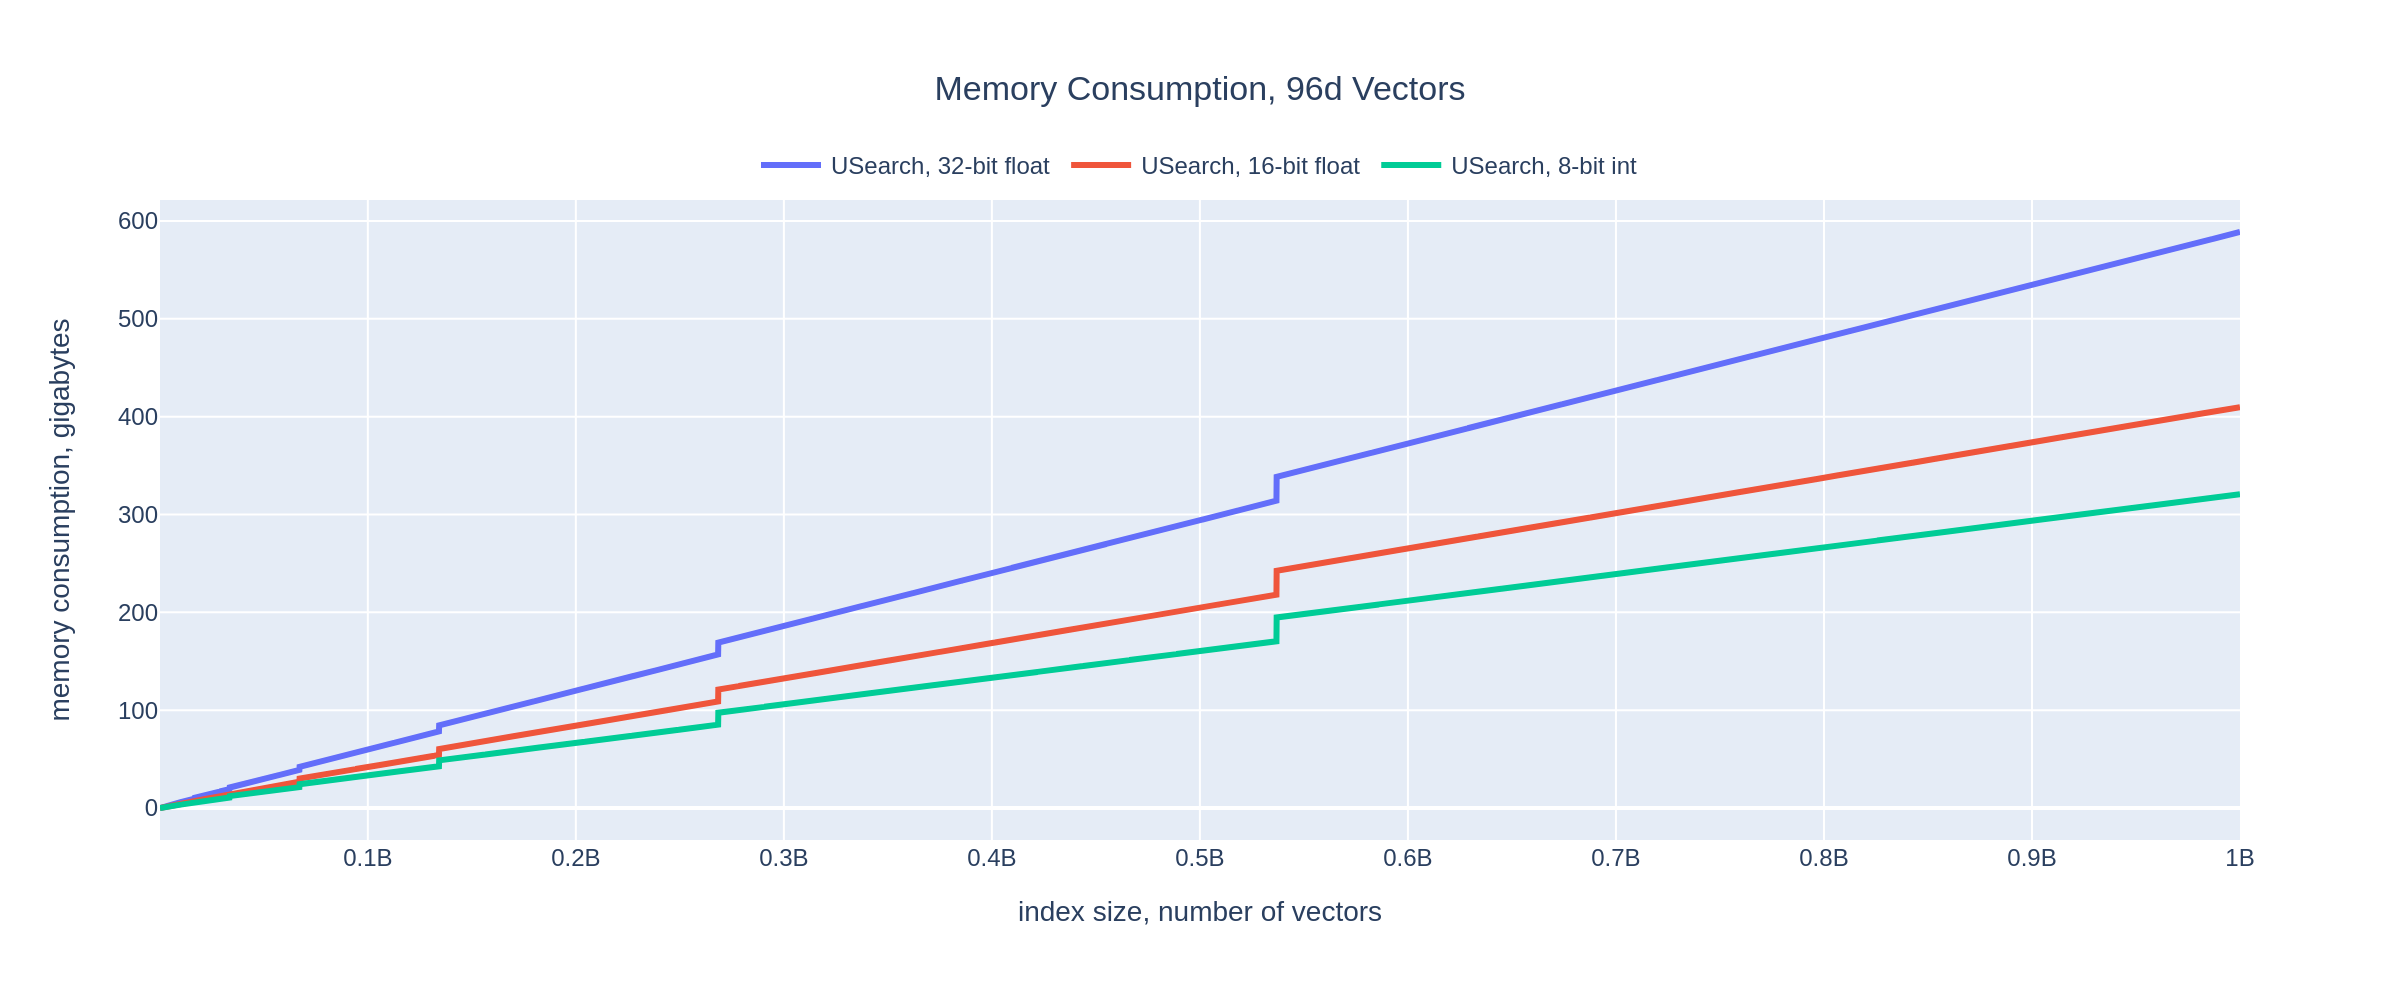 Memory Consumption, 96d Vectors
USearch, 32-bit float USearch, 16-bit float USearch, 8-bit int
memory consumption, gigabytes
600
500
400
300
200
100
0
0.1B 0.2B 0.3B 0.4B 0.5B 0.6B 0.7B 0.8B 0.9B 1B
index size, number of vectors